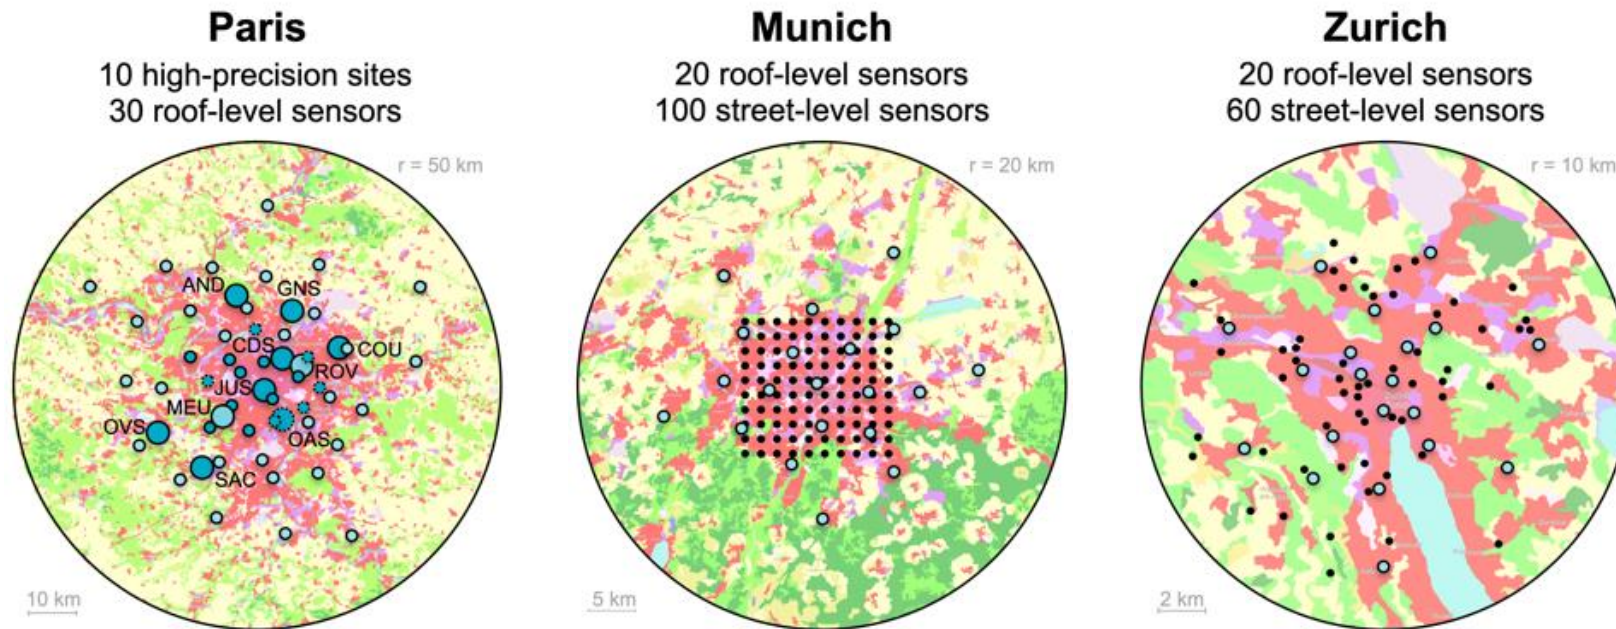 Paris
10 high-precision sites
30 roof-level sensors
r = 50 km
AND
GNS
CDS
COU
ROV
JUS
MEU
OVS
OAS
SAC
10 km
Munich
20 roof-level sensors
100 street-level sensors
r = 20 km
5 km
Zurich
20 roof-level sensors
60 street-level sensors
r = 10 km
2 km